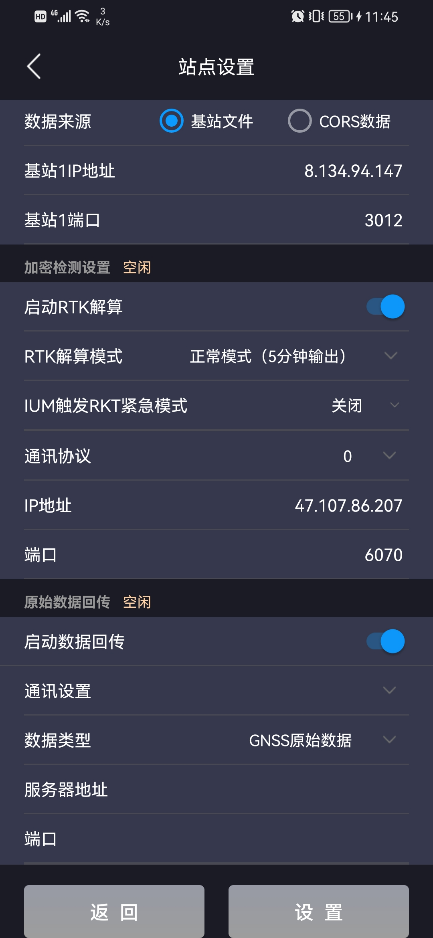 HD 4G 3 K/s 55 11:45
站点设置
数据来源 基站文件 CORS数据
基站1IP地址 8.134.94.147
基站1端口 3012
加密检测设置 空闲
启动RTK解算
RTK解算模式 正常模式（5分钟输出）
IUM触发RKT紧急模式 关闭
通讯协议 0
IP地址 47.107.86.207
端口 6070
原始数据回传 空闲
启动数据回传
通讯设置
数据类型 GNSS原始数据
服务器地址
端口
返回 设置